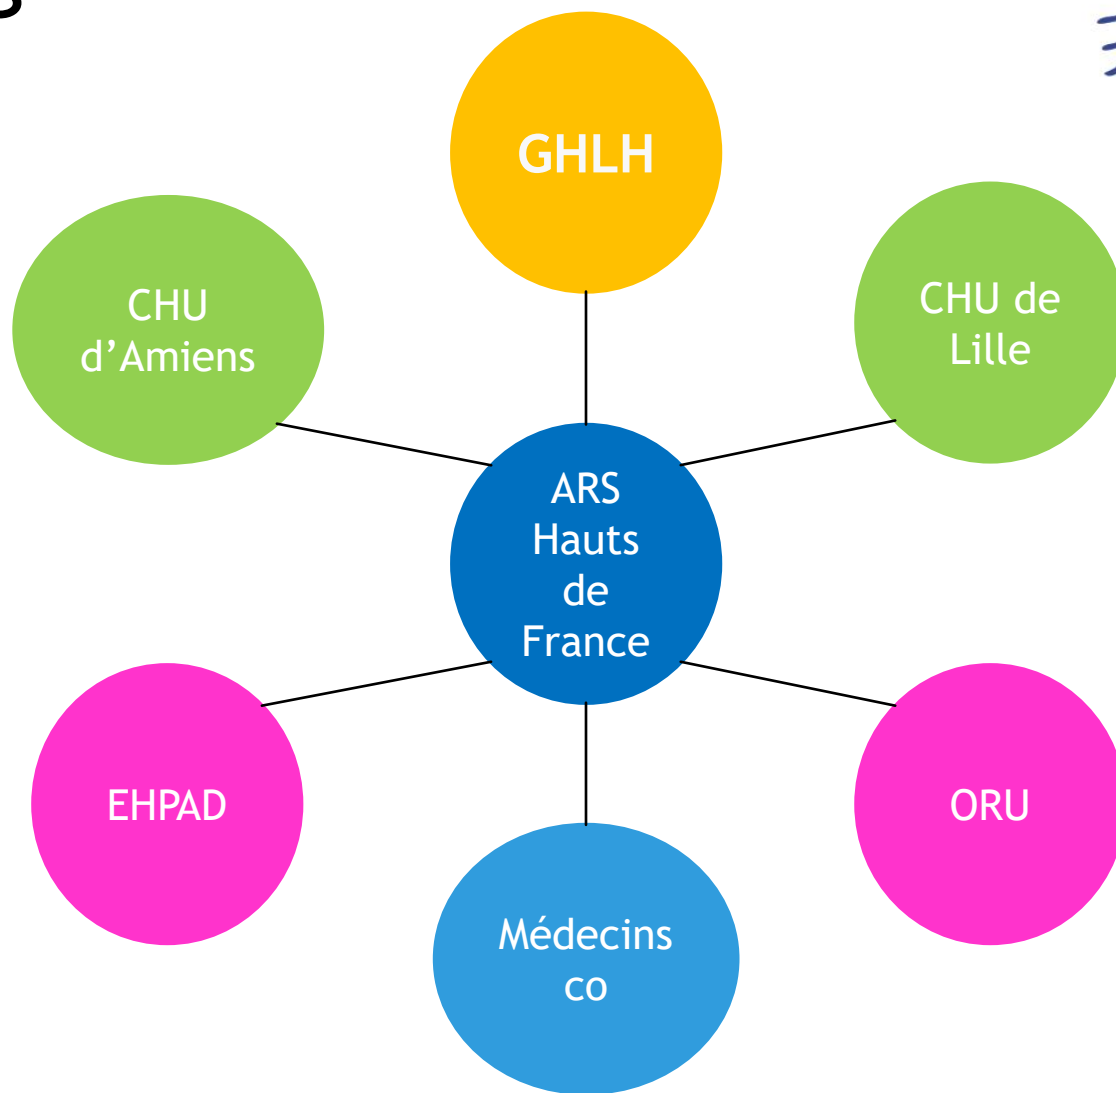 GHLH
CHU
d’Amiens
CHU de
Lille
ARS
Hauts
de
France
EHPAD
ORU
Médecins
co